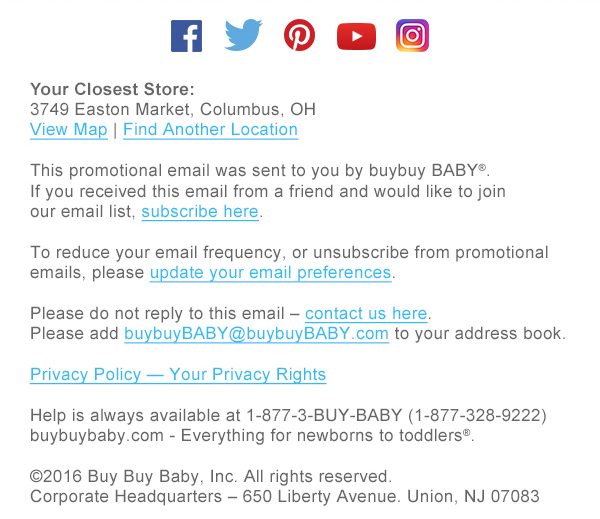 Your Closest Store:
3749 Easton Market, Columbus, OH
View Map | Find Another Location
This promotional email was sent to you by buybuy BABY®.
If you received this email from a friend and would like to join
our email list, subscribe here.
To reduce your email frequency, or unsubscribe from promotional
emails, please update your email preferences.
Please do not reply to this email – contact us here.
Please add buybuyBABY@buybuyBABY.com to your address book.
Privacy Policy — Your Privacy Rights
Help is always available at 1-877-3-BUY-BABY (1-877-328-9222)
buybuybaby.com - Everything for newborns to toddlers®.
©2016 Buy Buy Baby, Inc. All rights reserved.
Corporate Headquarters – 650 Liberty Avenue. Union, NJ 07083